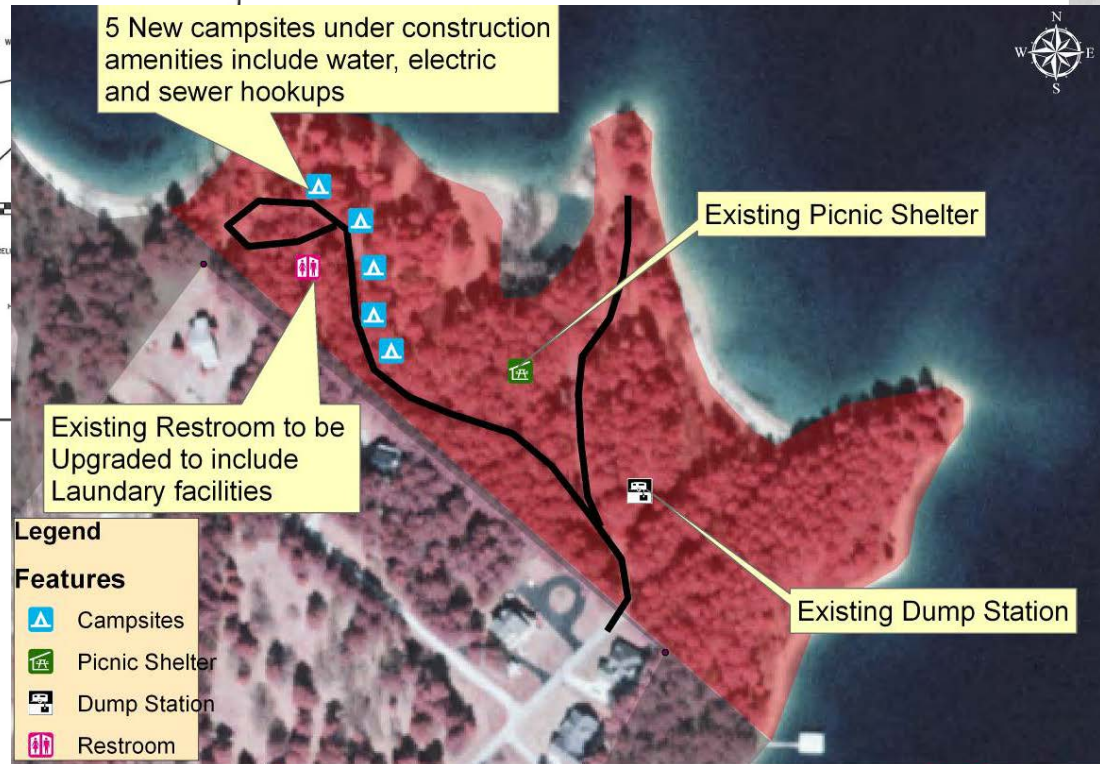 5 New campsites under construction
amenities include water, electric
and sewer hookups
N
W E
S
Existing Picnic Shelter
Existing Restroom to be
Upgraded to include
Laundary facilities
Existing Dump Station
Legend
Features
Campsites
Picnic Shelter
Dump Station
Restroom